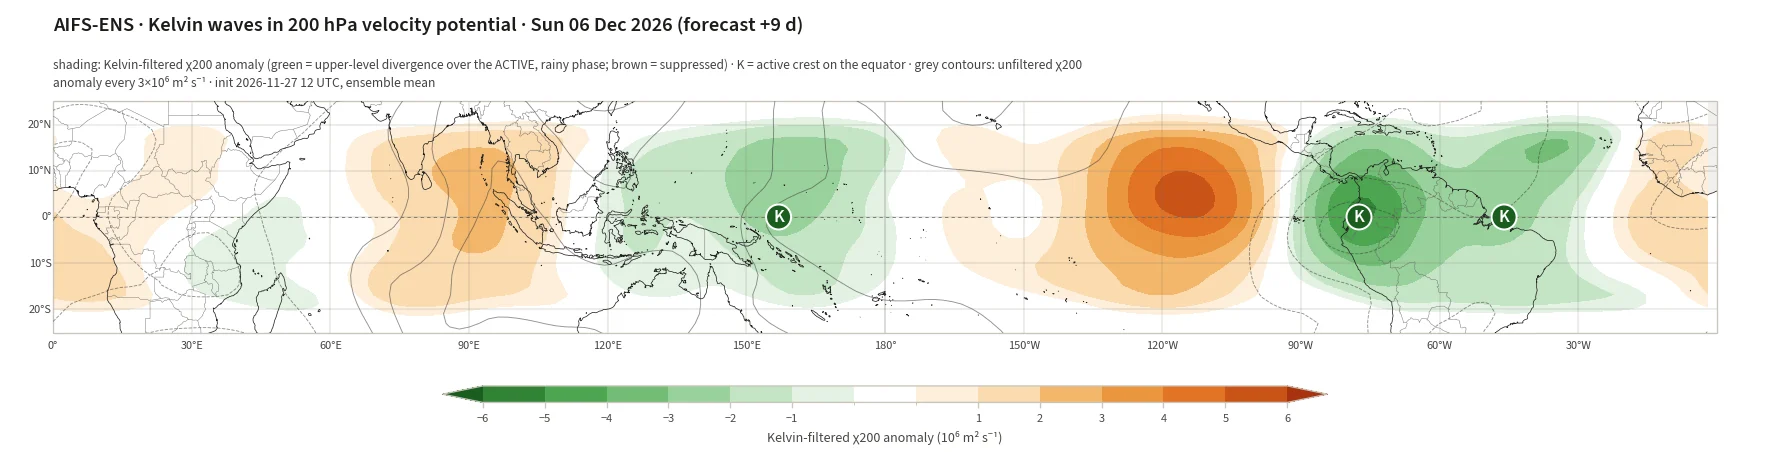 AIFS-ENS · Kelvin waves in 200 hPa velocity potential · Sun 06 Dec 2026 (forecast +9 d)
shading: Kelvin-filtered χ200 anomaly (green = upper-level divergence over the ACTIVE, rainy phase; brown = suppressed) · K = active crest on the equator · grey contours: unfiltered χ200
anomaly every 3×10⁶ m² s⁻¹ · init 2026-11-27 12 UTC, ensemble mean
20°N
10°N
0°
10°S
20°S
K K K
0° 30°E 60°E 90°E 120°E 150°E 180° 150°W 120°W 90°W 60°W 30°W
−6 −5 −4 −3 −2 −1 1 2 3 4 5 6
Kelvin-filtered χ200 anomaly (10⁶ m² s⁻¹)